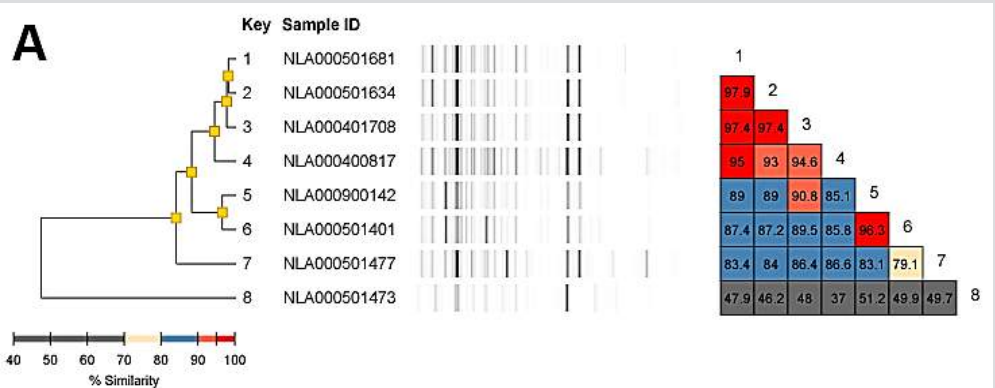 A
Key Sample ID
1 NLA000501681
2 NLA000501634
3 NLA000401708
4 NLA000400817
5 NLA000900142
6 NLA000501401
7 NLA000501477
8 NLA000501473
1
97.9 2
97.4 97.4 3
95 93 94.6 4
89 89 90.8 85.1 5
87.4 87.2 89.5 85.8 96.3 6
83.4 84 86.4 86.6 83.1 79.1 7
47.9 46.2 48 37 51.2 49.9 49.7 8
40 50 60 70 80 90 100
% Similarity